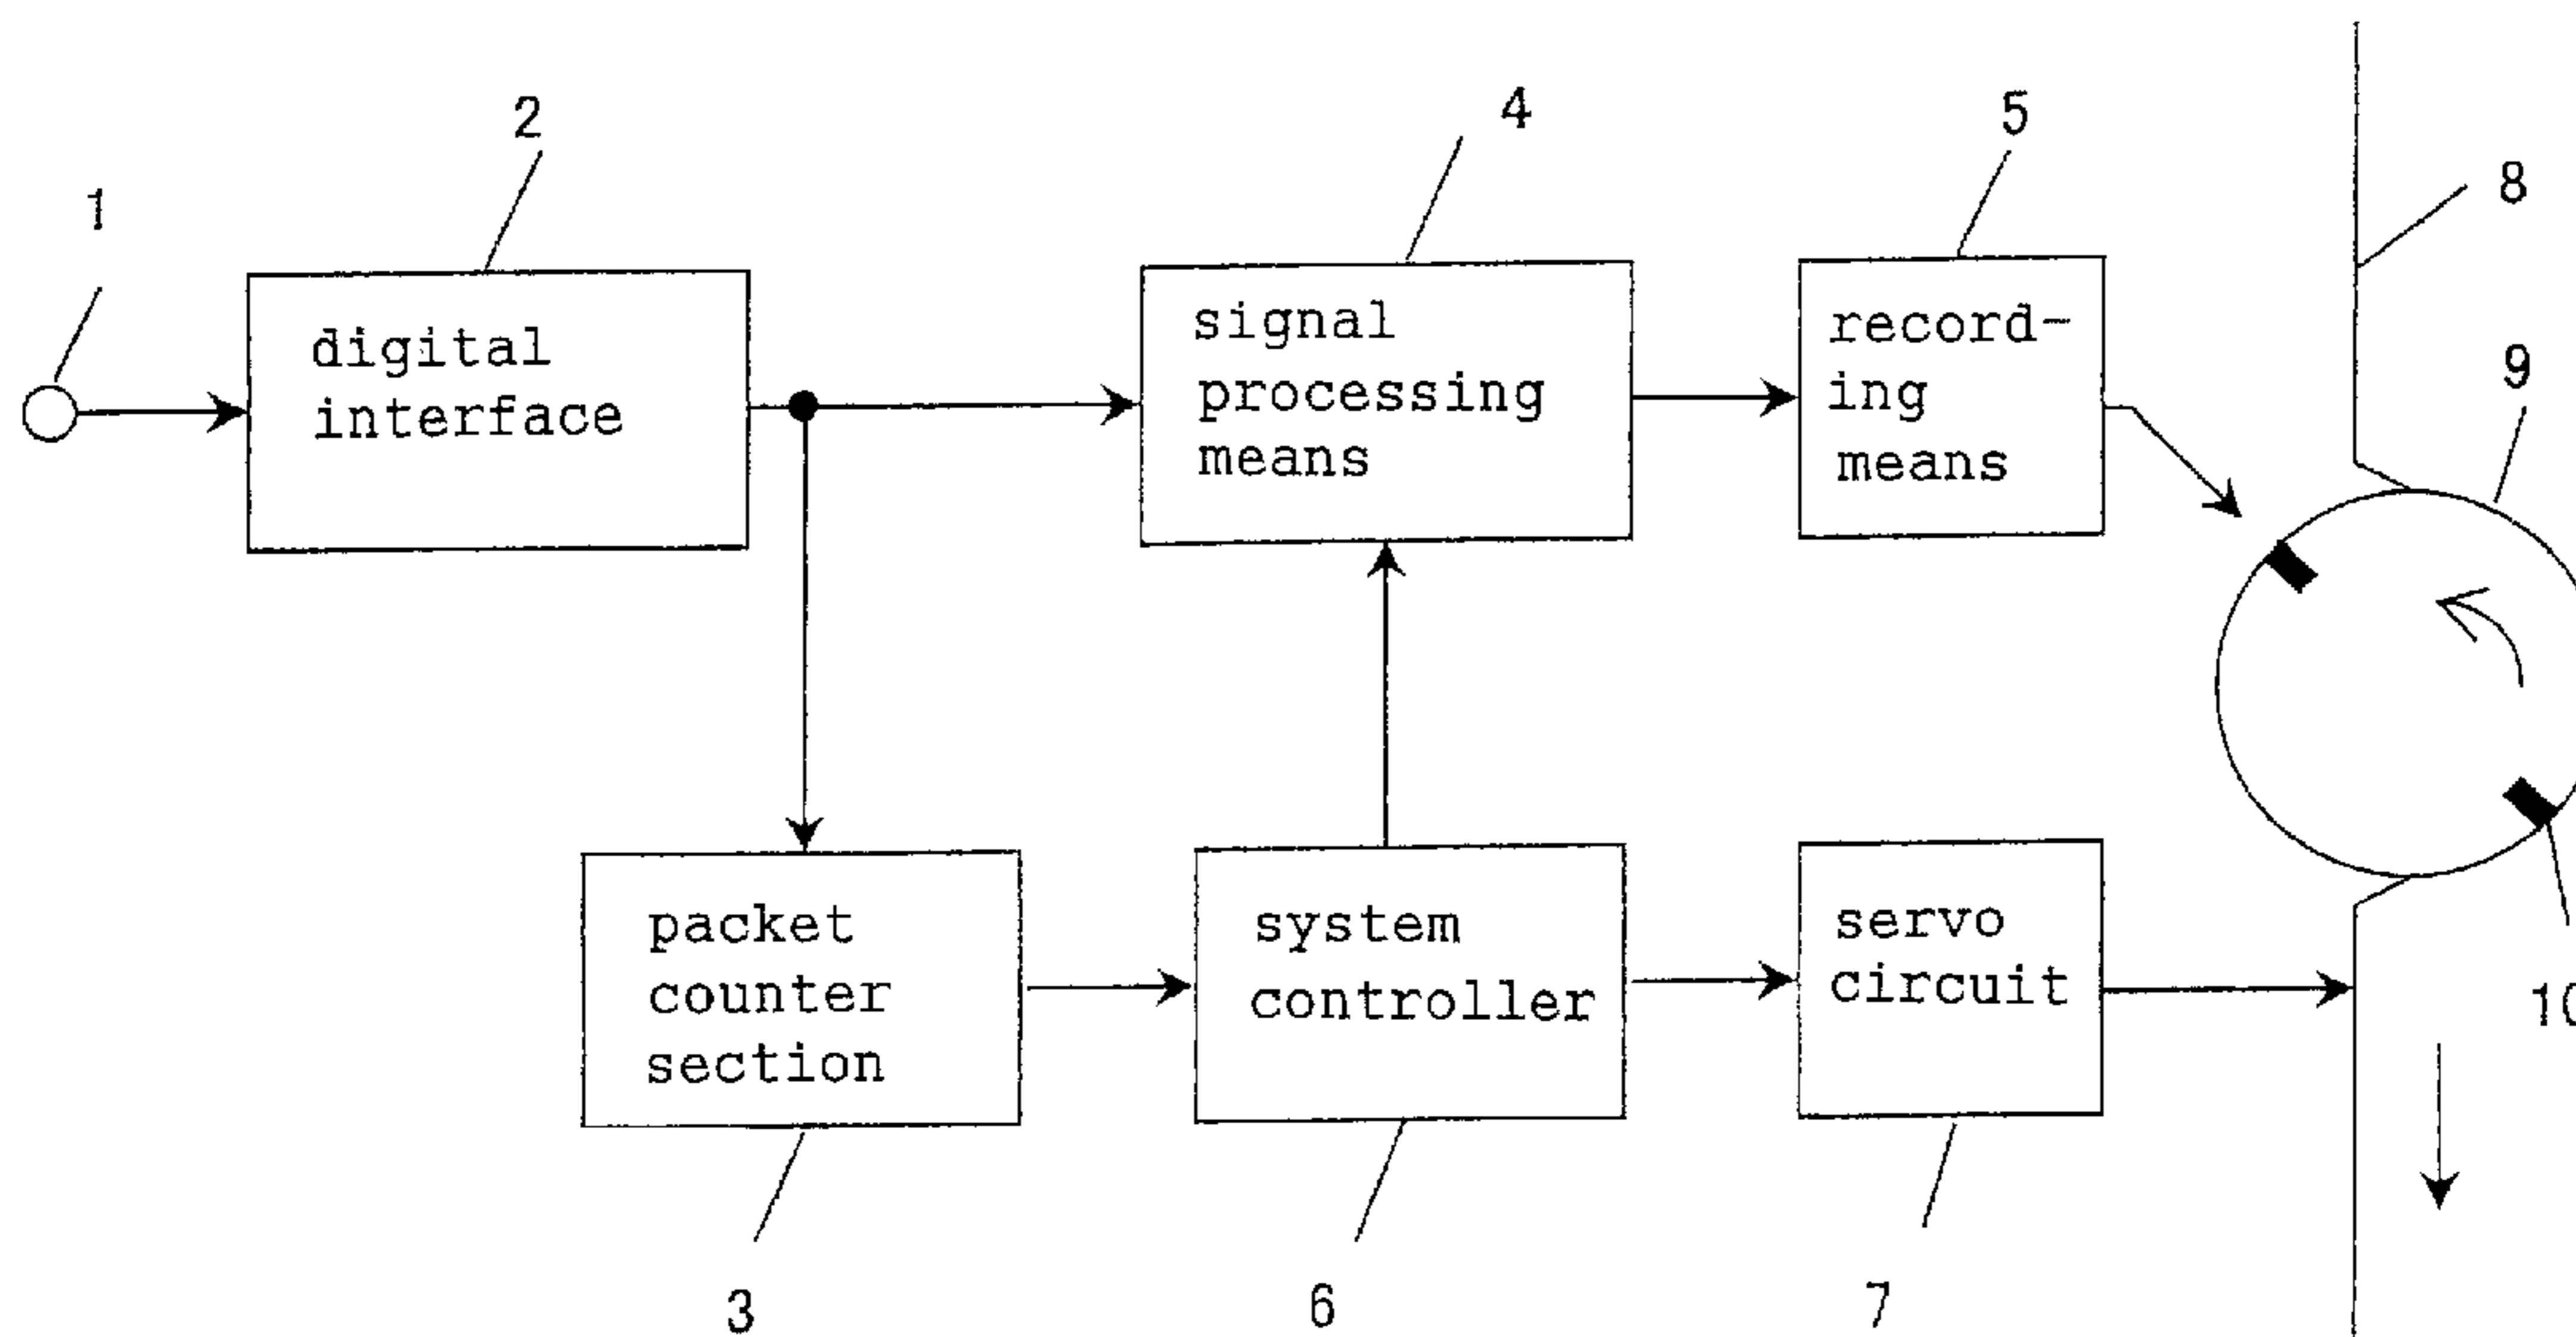 1
2
4
5
8
9
digital
interface
signal
processing
means
record-
ing
means
packet
counter
section
system
controller
servo
circuit
10
3
6
7